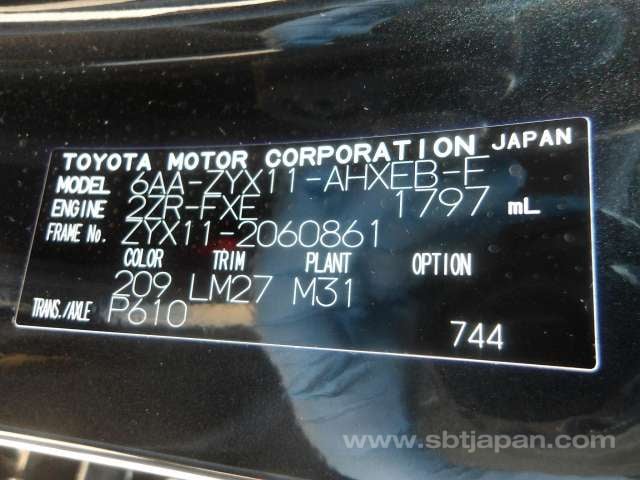 TOYOTA MOTOR CORPORATION JAPAN
MODEL 6AA-ZYX11-AHXEB-E
ENGINE 2ZR-FXE 1797 mL
FRAME No. ZYX11-2060861
COLOR TRIM PLANT OPTION
209 LM27 M31
TRANS./AXLE P610
744
www.sbtjapan.com